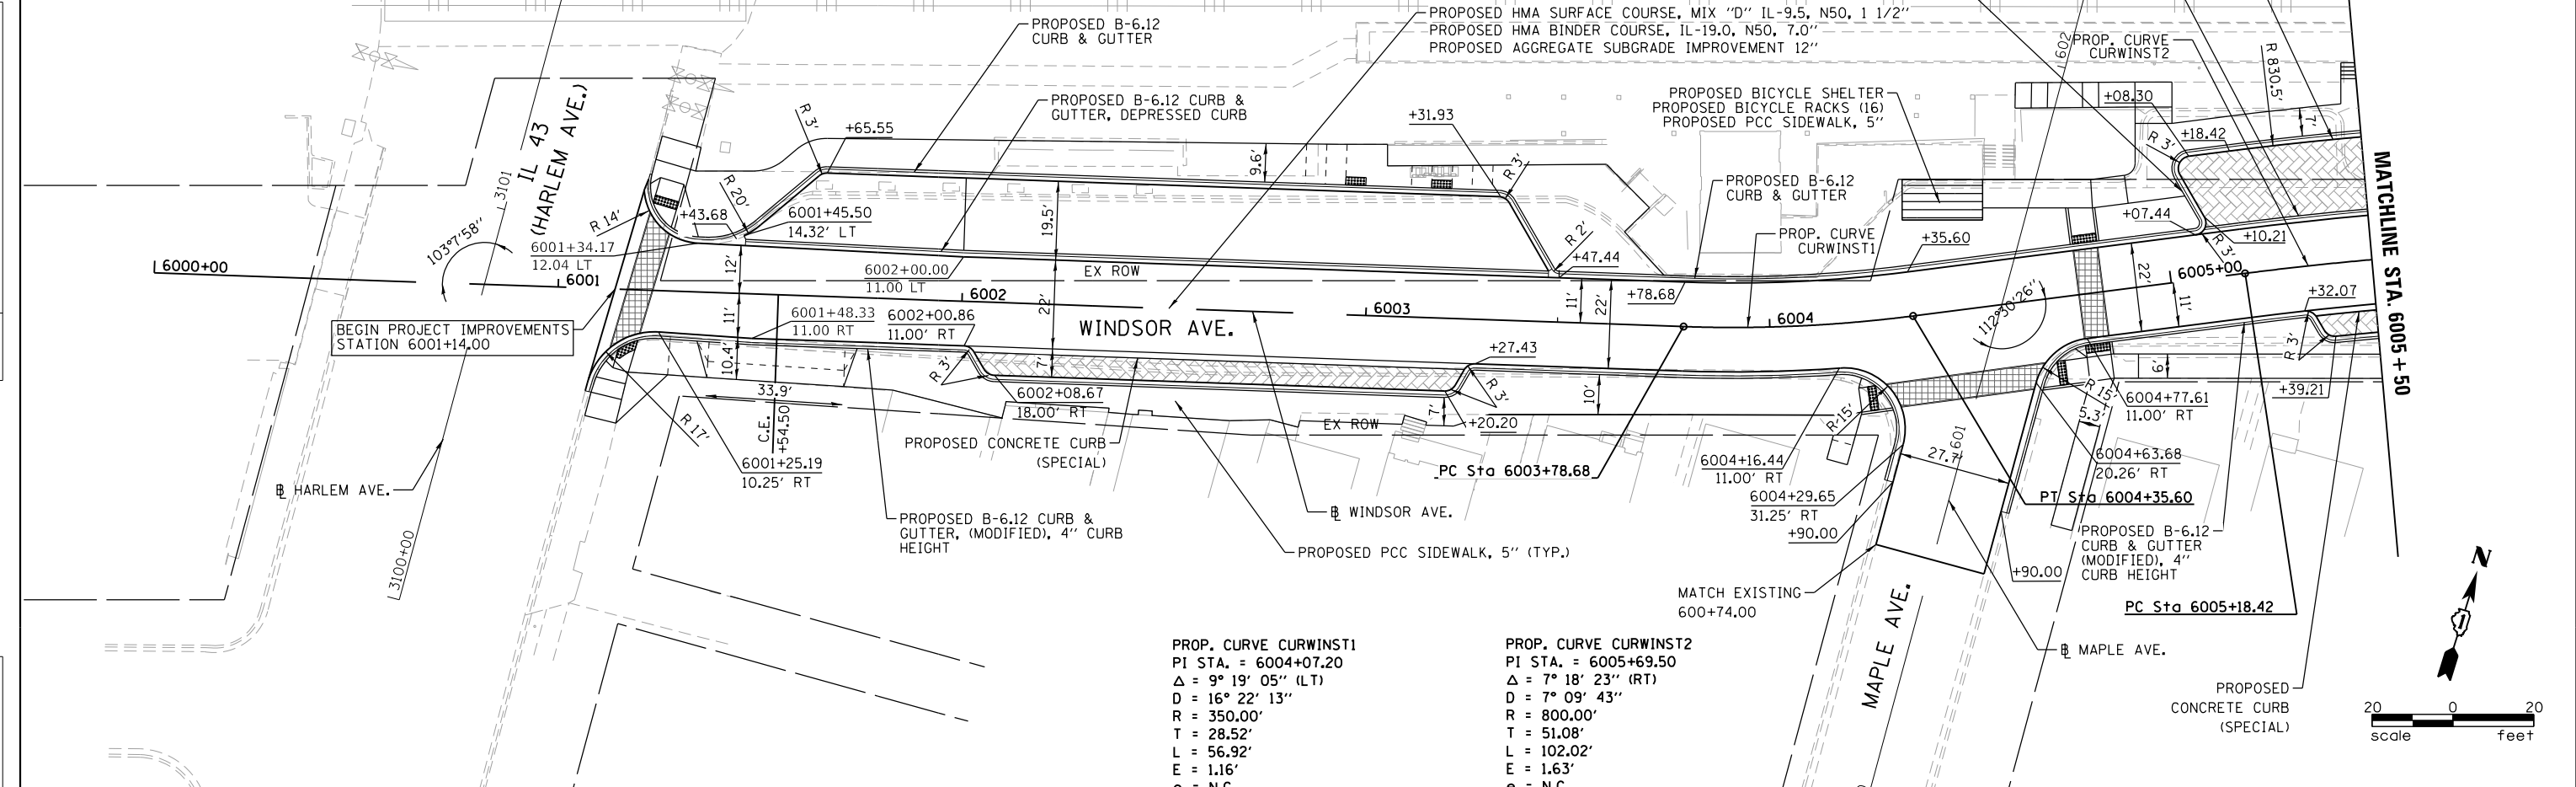 PROPOSED B-6.12
CURB & GUTTER
PROPOSED HMA SURFACE COURSE, MIX "D" IL-9.5, N50, 1 1/2"
PROPOSED HMA BINDER COURSE, IL-19.0, N50, 7.0"
PROPOSED AGGREGATE SUBGRADE IMPROVEMENT 12"
602
PROP. CURVE
CURWINST2
R 830.5'
7'
IL 43
(HARLEM AVE.)
3101
103°7'58"
PROPOSED B-6.12 CURB &
GUTTER, DEPRESSED CURB
R 3'
+65.55
+31.93
PROPOSED BICYCLE SHELTER
PROPOSED BICYCLE RACKS (16)
PROPOSED PCC SIDEWALK, 5"
+08.30
+18.42
R 3'
9.6'
R 3'
R 20'
R 14'
+43.68
6001+45.50
14.32' LT
19.5'
PROPOSED B-6.12
CURB & GUTTER
+07.44
+10.21
R 3'
MATCHLINE STA. 6005+50
6001+34.17
12.04 LT
R 2'
+47.44
PROP. CURVE
CURWINST1
+35.60
6000+00
6001
12'
6002+00.00
11.00 LT
EX ROW
6002
22'
11'
22'
+78.68
6003
6004
6005+00
22'
11'
112°30'26"
+32.07
BEGIN PROJECT IMPROVEMENTS
STATION 6001+14.00
11'
6001+48.33
11.00 RT
6002+00.86
11.00' RT
WINDSOR AVE.
10.4'
33.9'
R 3'
7'
+27.43
R 3'
10'
6'
R 3'
+39.21
6002+08.67
18.00' RT
7'
+20.20
EX ROW
R 15'
R 15'
5.3'
6004+77.61
11.00' RT
R 17'
C.E.
+54.50
PROPOSED CONCRETE CURB
(SPECIAL)
6001+25.19
10.25' RT
PC Sta 6003+78.68
6004+16.44
11.00' RT
27.7'
601
6004+63.68
20.26' RT
℄ HARLEM AVE.
6004+29.65
31.25' RT
PT Sta 6004+35.60
℄ WINDSOR AVE.
PROPOSED B-6.12 CURB &
GUTTER, (MODIFIED), 4" CURB
HEIGHT
+90.00
PROPOSED B-6.12
CURB & GUTTER
(MODIFIED), 4"
CURB HEIGHT
PROPOSED PCC SIDEWALK, 5" (TYP.)
3100+00
+90.00
MATCH EXISTING
600+74.00
PC Sta 6005+18.42
N
MAPLE AVE.
℄ MAPLE AVE.
PROPOSED
CONCRETE CURB
(SPECIAL)
PROP. CURVE CURWINST1
PI STA. = 6004+07.20
Δ = 9° 19' 05" (LT)
D = 16° 22' 13"
R = 350.00'
T = 28.52'
L = 56.92'
E = 1.16'
e = N.C.
PROP. CURVE CURWINST2
PI STA. = 6005+69.50
Δ = 7° 18' 23" (RT)
D = 7° 09' 43"
R = 800.00'
T = 51.08'
L = 102.02'
E = 1.63'
e = N.C.
20 0 20
scale feet